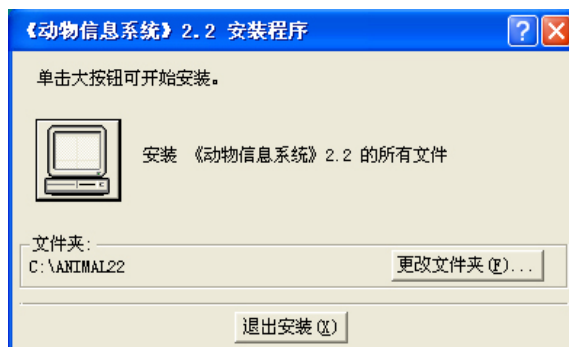 《动物信息系统》2.2 安装程序
单击大按钮可开始安装。
安装 《动物信息系统》2.2 的所有文件
文件夹:
C:\ANIMAL22
更改文件夹(F)...
退出安装(X)